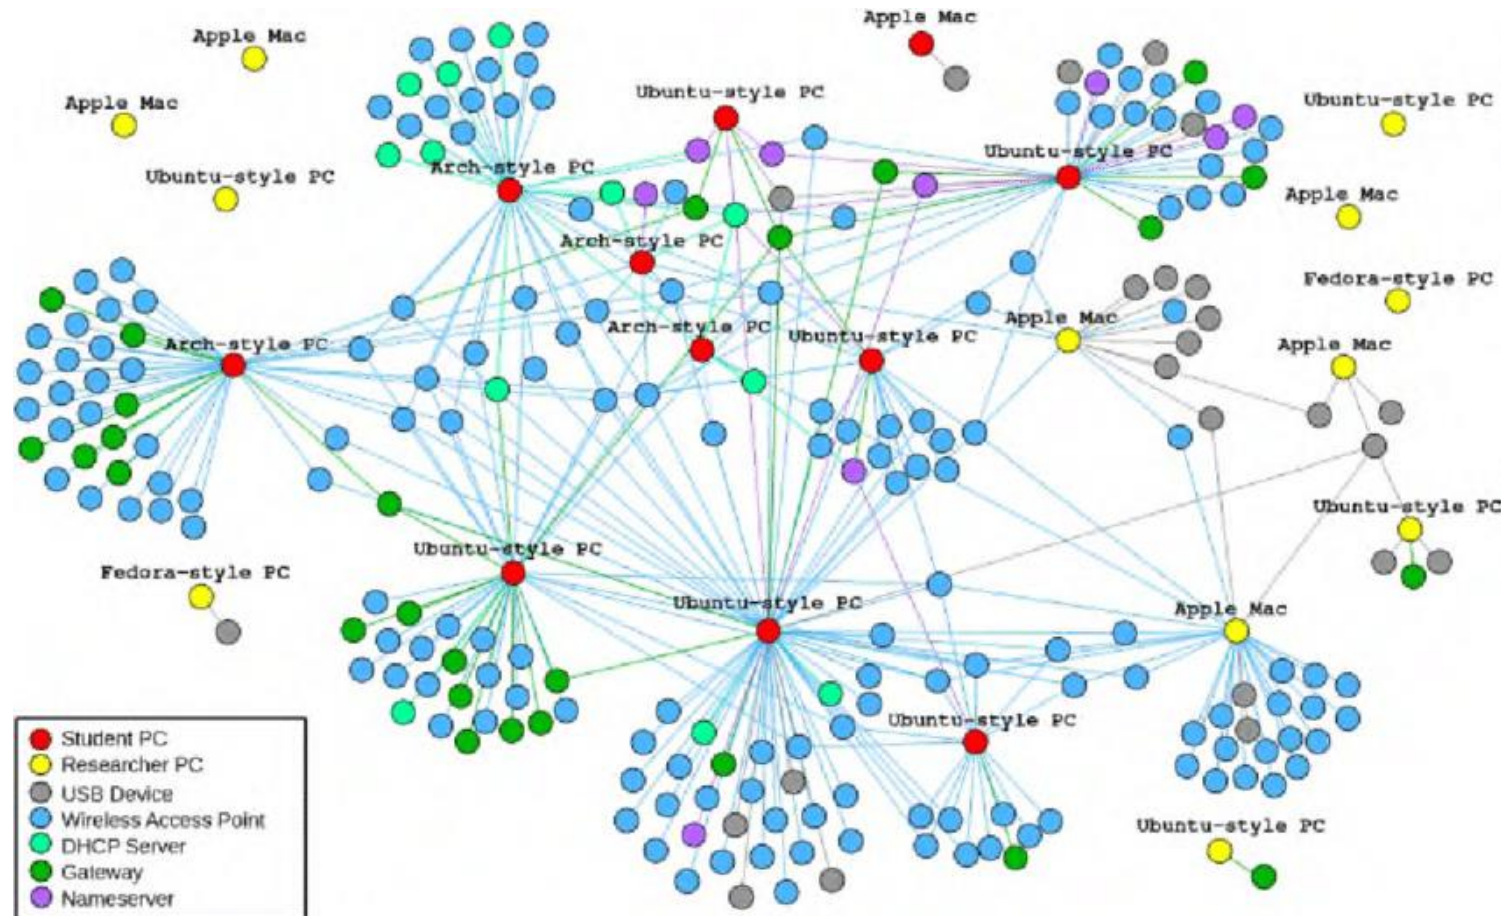 Apple Mac
Apple Mac
Apple Mac
Ubuntu-style PC
Ubuntu-style PC
Arch-style PC
Ubuntu-style PC
Ubuntu-style PC
Ubuntu-style PC
Apple Mac
Arch-style PC
Fedora-style PC
Apple Mac
Arch-style PC
Ubuntu-style PC
Arch-style PC
Apple Mac
Ubuntu-style PC
Ubuntu-style PC
Fedora-style PC
Ubuntu-style PC
Apple Mac
Ubuntu-style PC
Ubuntu-style PC
Student PC
Researcher PC
USB Device
Wireless Access Point
DHCP Server
Gateway
Nameserver